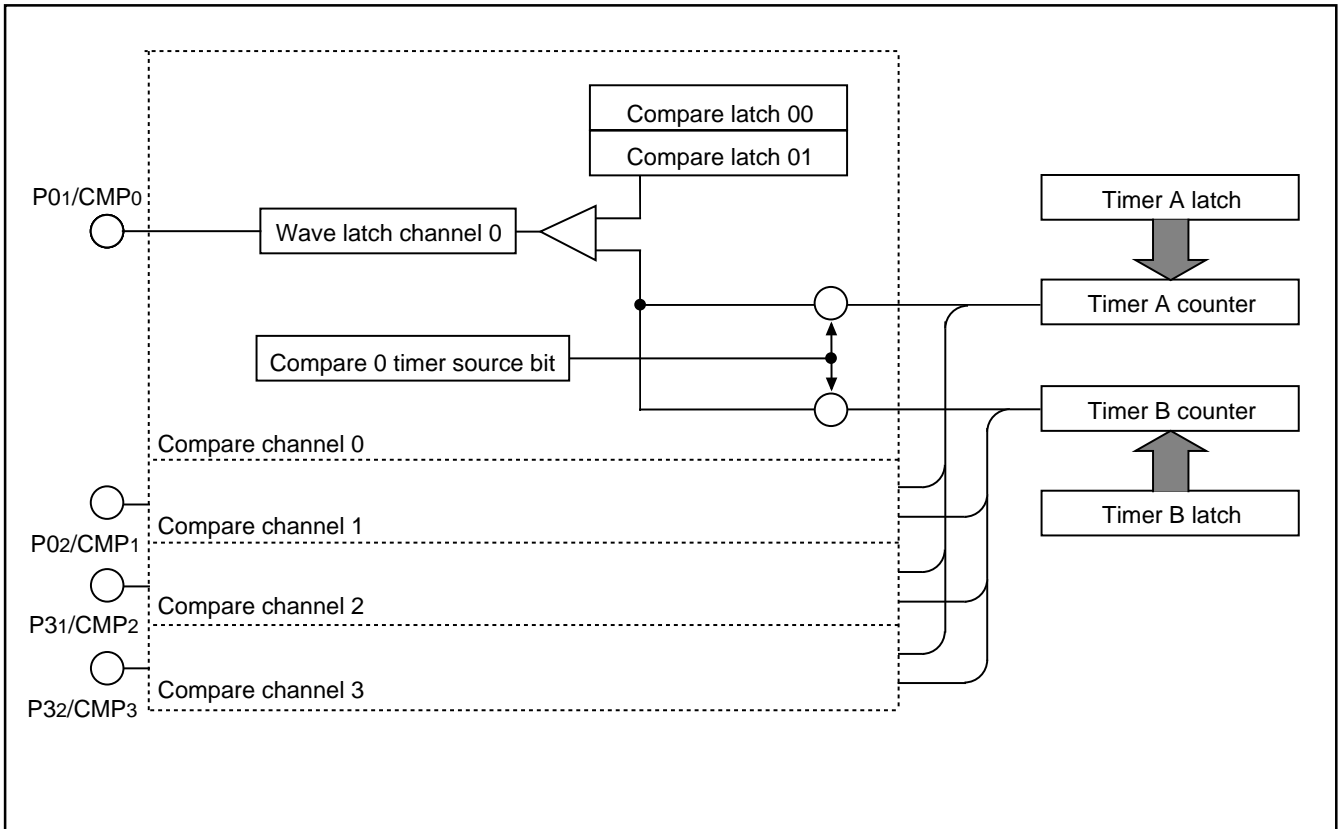 Compare latch 00
Compare latch 01
P01/CMP0
Wave latch channel 0
Timer A latch
Timer A counter
Compare 0 timer source bit
Timer B counter
Compare channel 0
Timer B latch
Compare channel 1
P02/CMP1
Compare channel 2
P31/CMP2
Compare channel 3
P32/CMP3